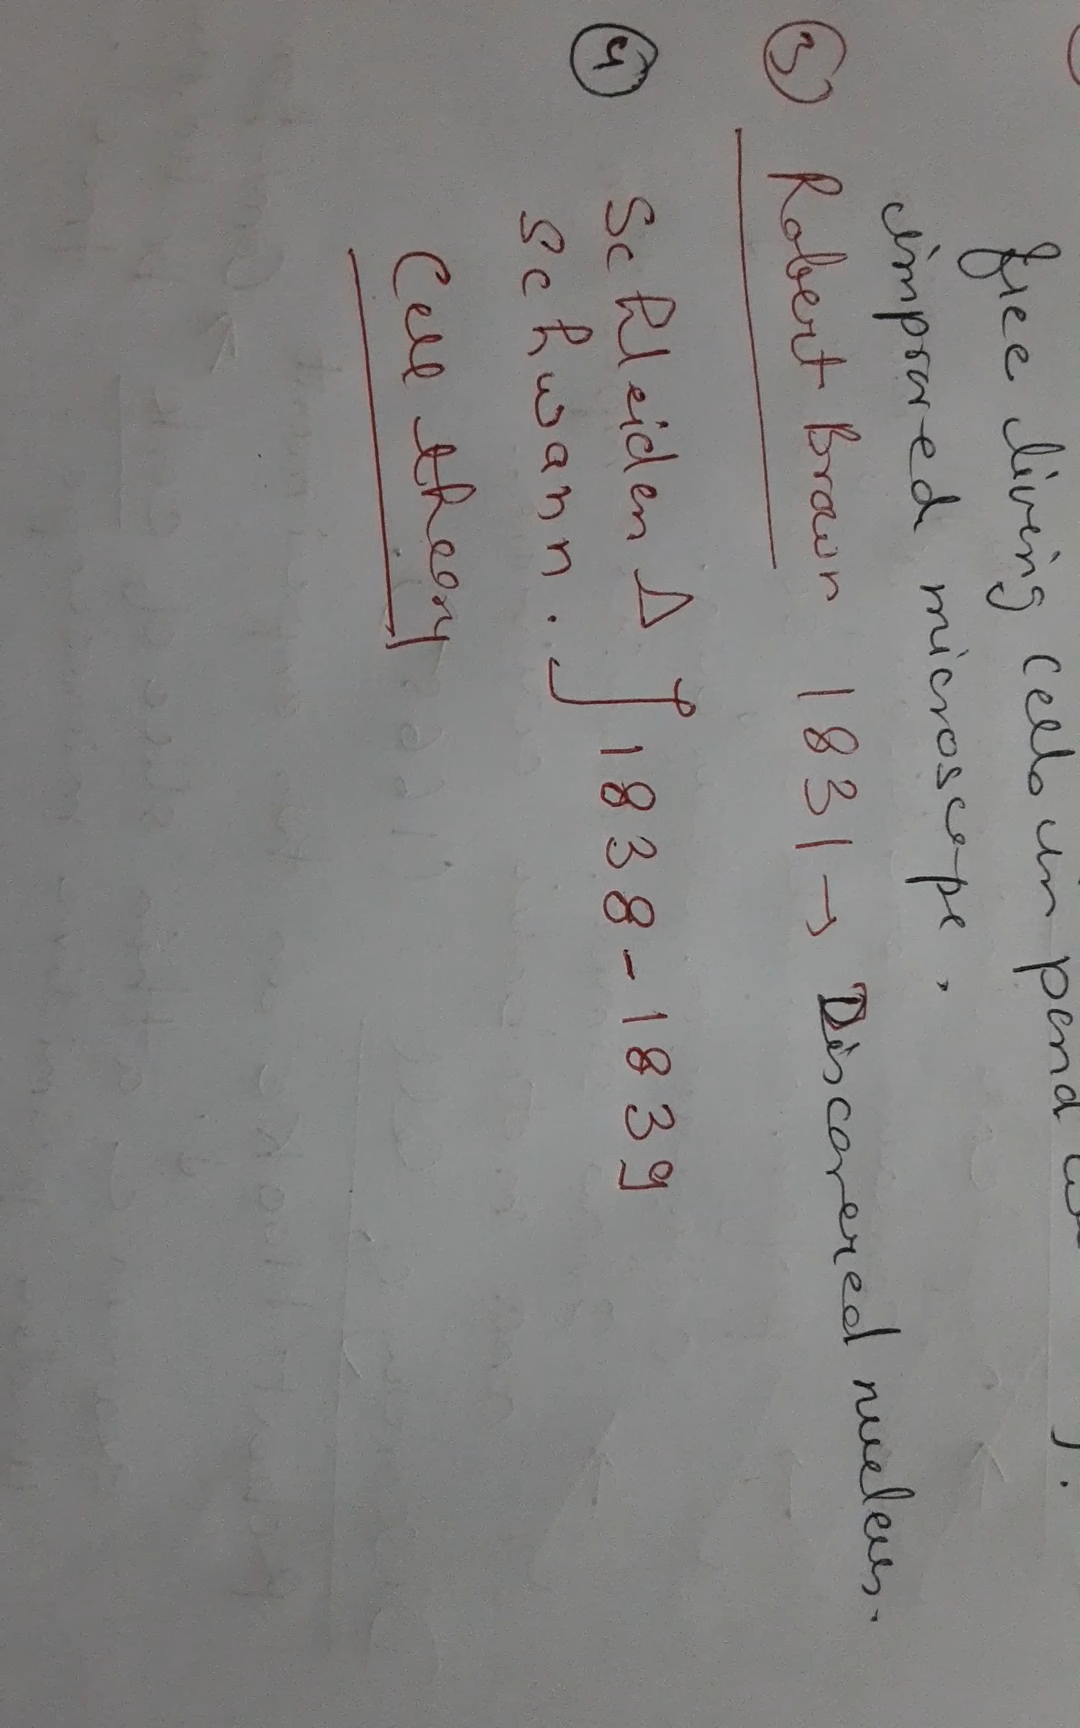 free living cells in pond
improved microscope.
③ Robert Brown 1831 → Discovered nucleus.
④ Schleiden &
Schwann. 1838-1839
Cell theory